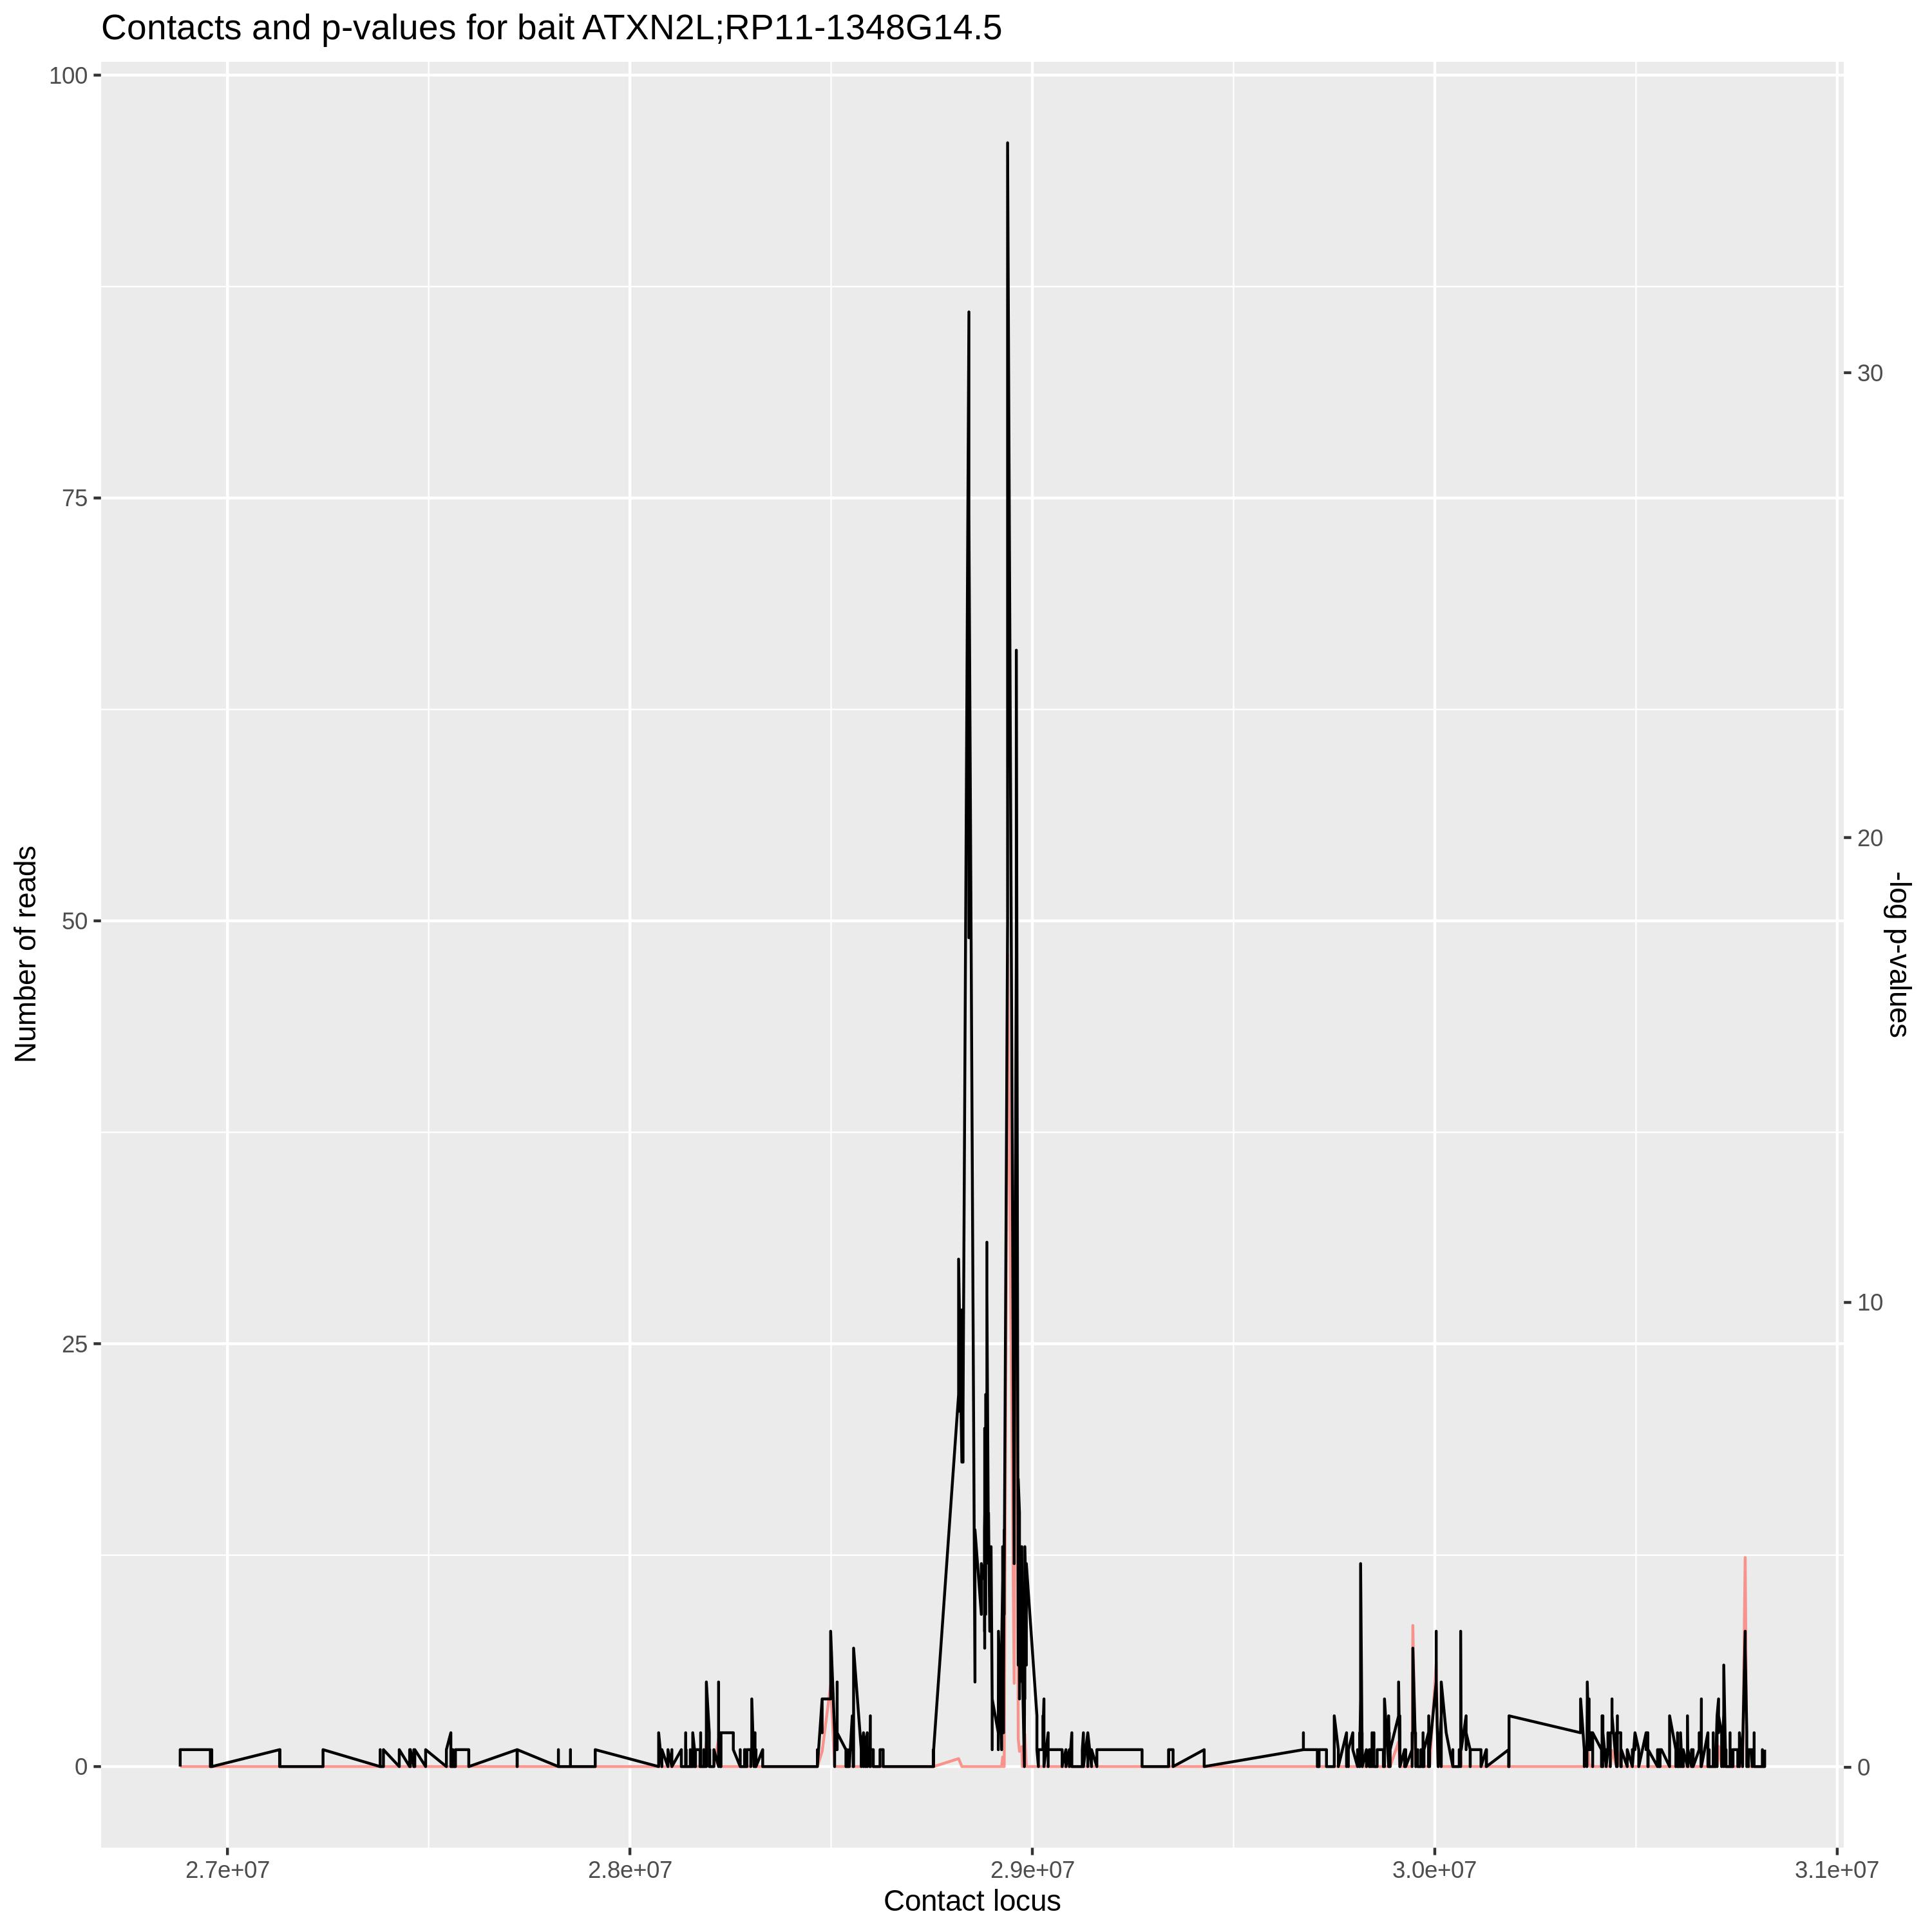 Contacts and p-values for bait ATXN2L;RP11-1348G14.5
100
75
50
25
0
Number of reads
30
20
10
0
-log p-values
2.7e+07
2.8e+07
2.9e+07
3.0e+07
3.1e+07
Contact locus